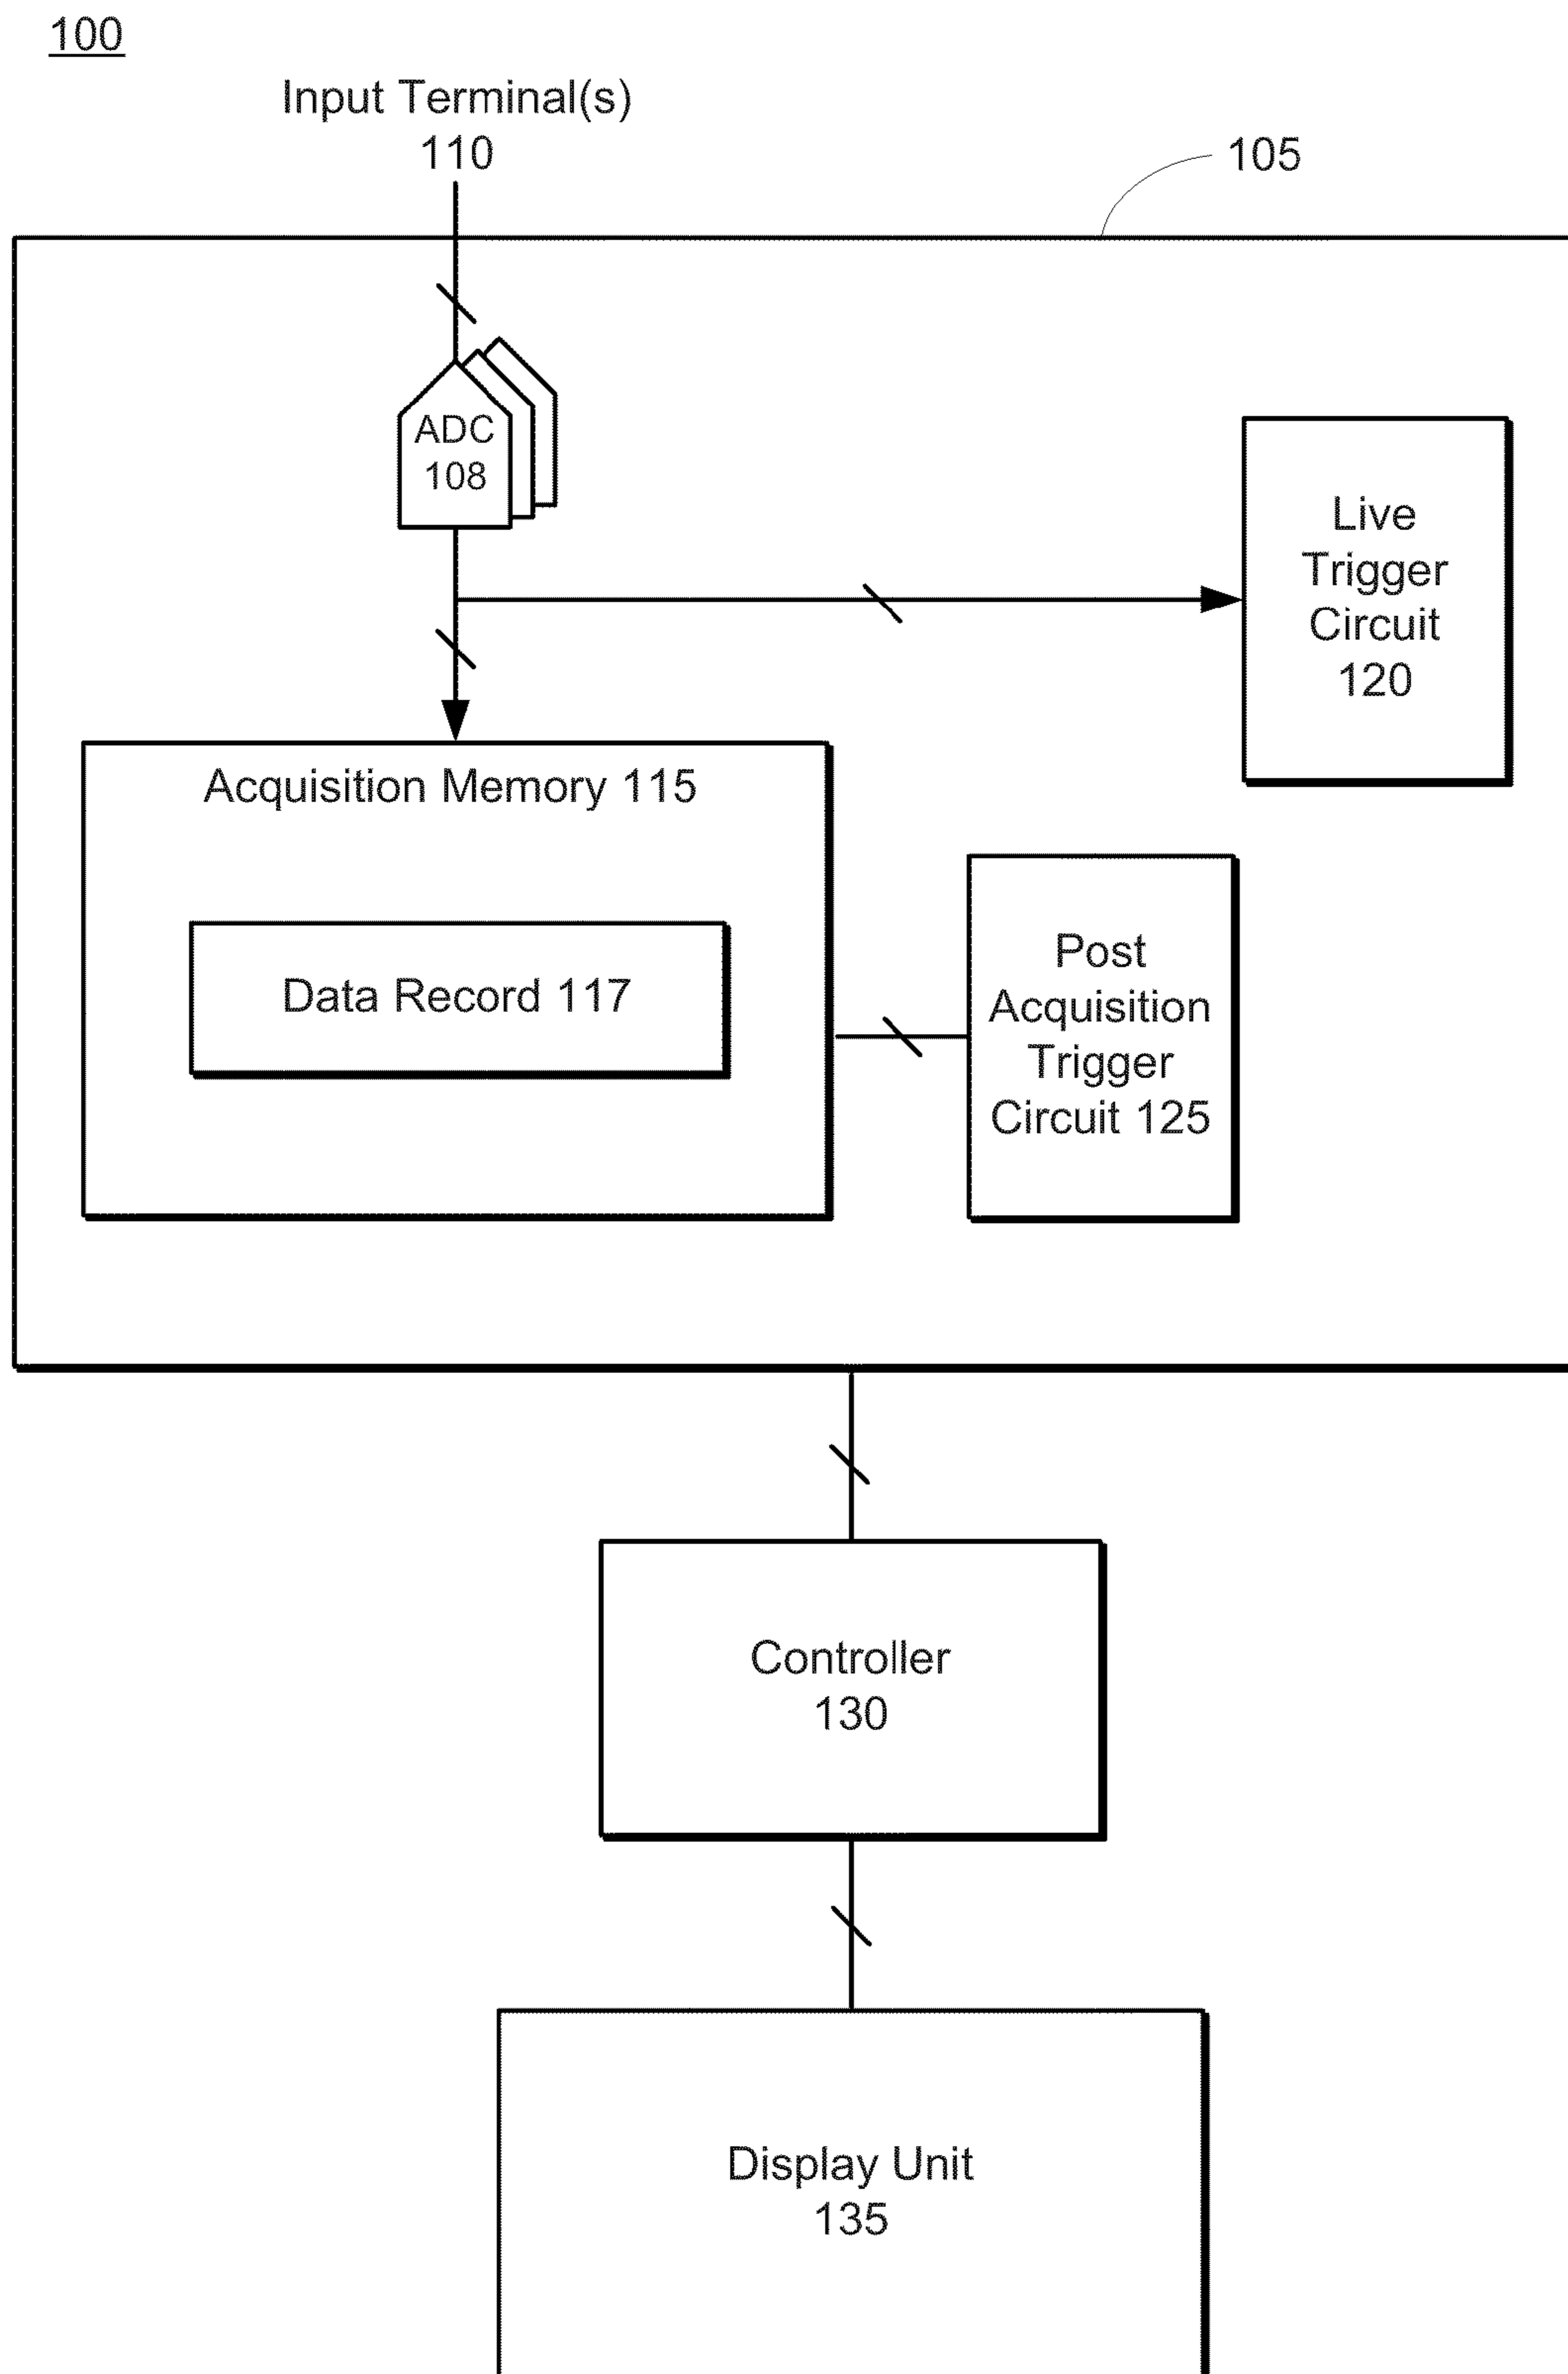 100
Input Terminal(s)
110
105
ADC
108
Live
Trigger
Circuit
120
Acquisition Memory 115
Data Record 117
Post
Acquisition
Trigger
Circuit 125
Controller
130
Display Unit
135